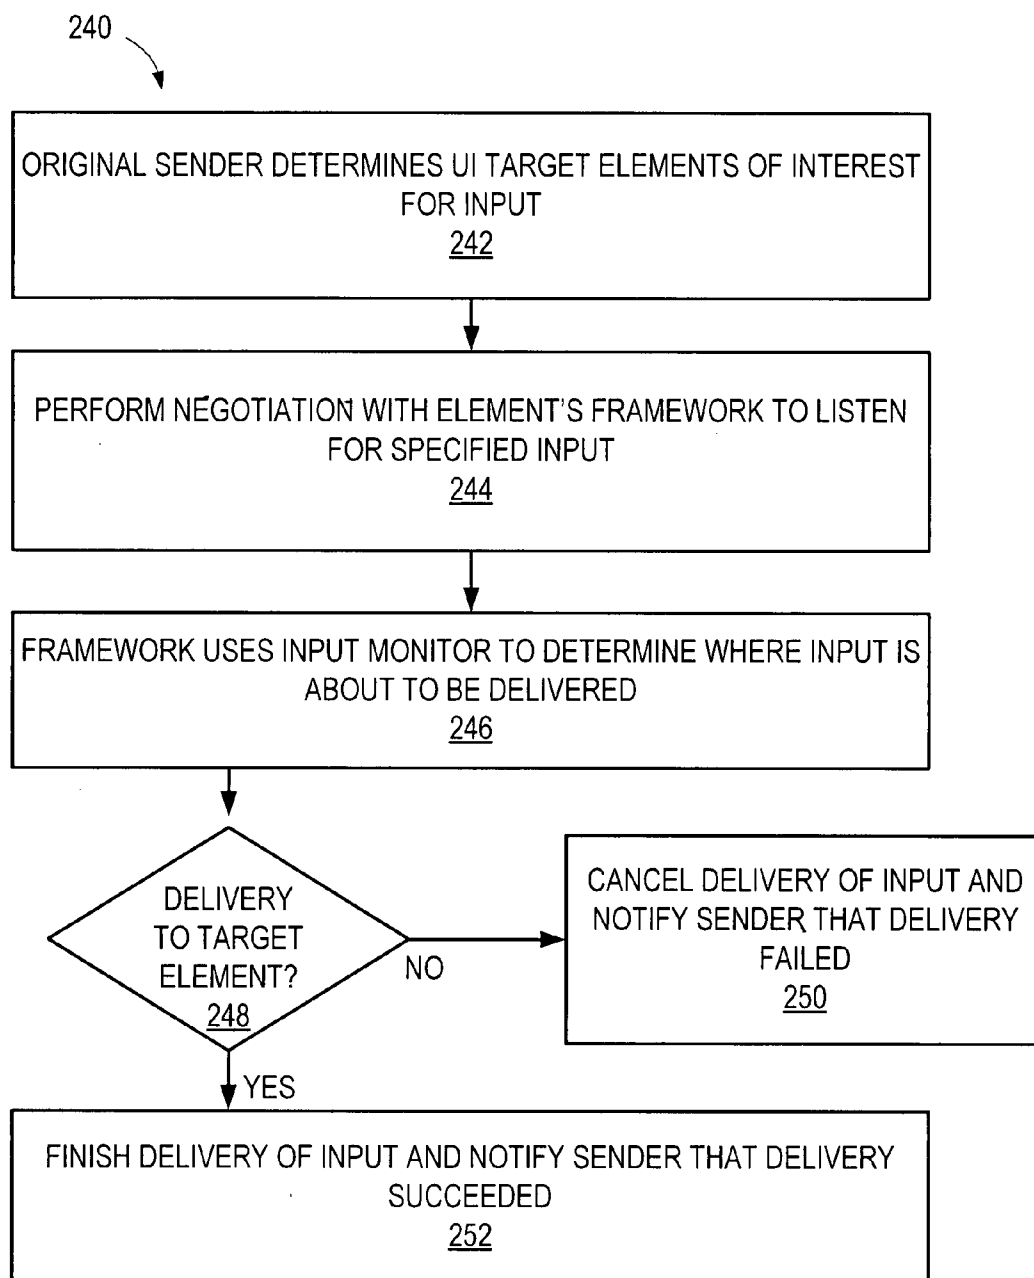 240
ORIGINAL SENDER DETERMINES UI TARGET ELEMENTS OF INTEREST
FOR INPUT
242
PERFORM NEGOTIATION WITH ELEMENT'S FRAMEWORK TO LISTEN
FOR SPECIFIED INPUT
244
FRAMEWORK USES INPUT MONITOR TO DETERMINE WHERE INPUT IS
ABOUT TO BE DELIVERED
246
DELIVERY
TO TARGET
ELEMENT?
248
NO
CANCEL DELIVERY OF INPUT AND
NOTIFY SENDER THAT DELIVERY
FAILED
250
YES
FINISH DELIVERY OF INPUT AND NOTIFY SENDER THAT DELIVERY
SUCCEEDED
252